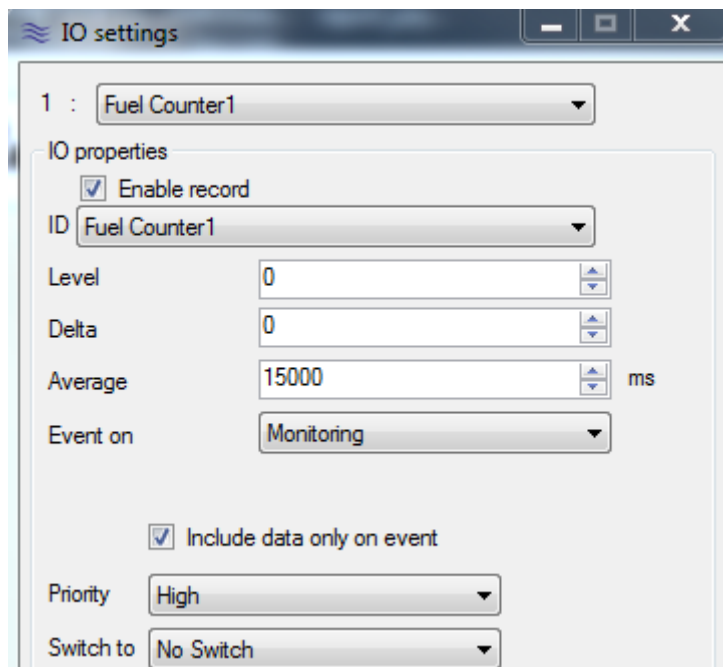 IO settings
1 : Fuel Counter1
IO properties
Enable record
ID Fuel Counter1
Level 0
Delta 0
Average 15000 ms
Event on Monitoring
Include data only on event
Priority High
Switch to No Switch